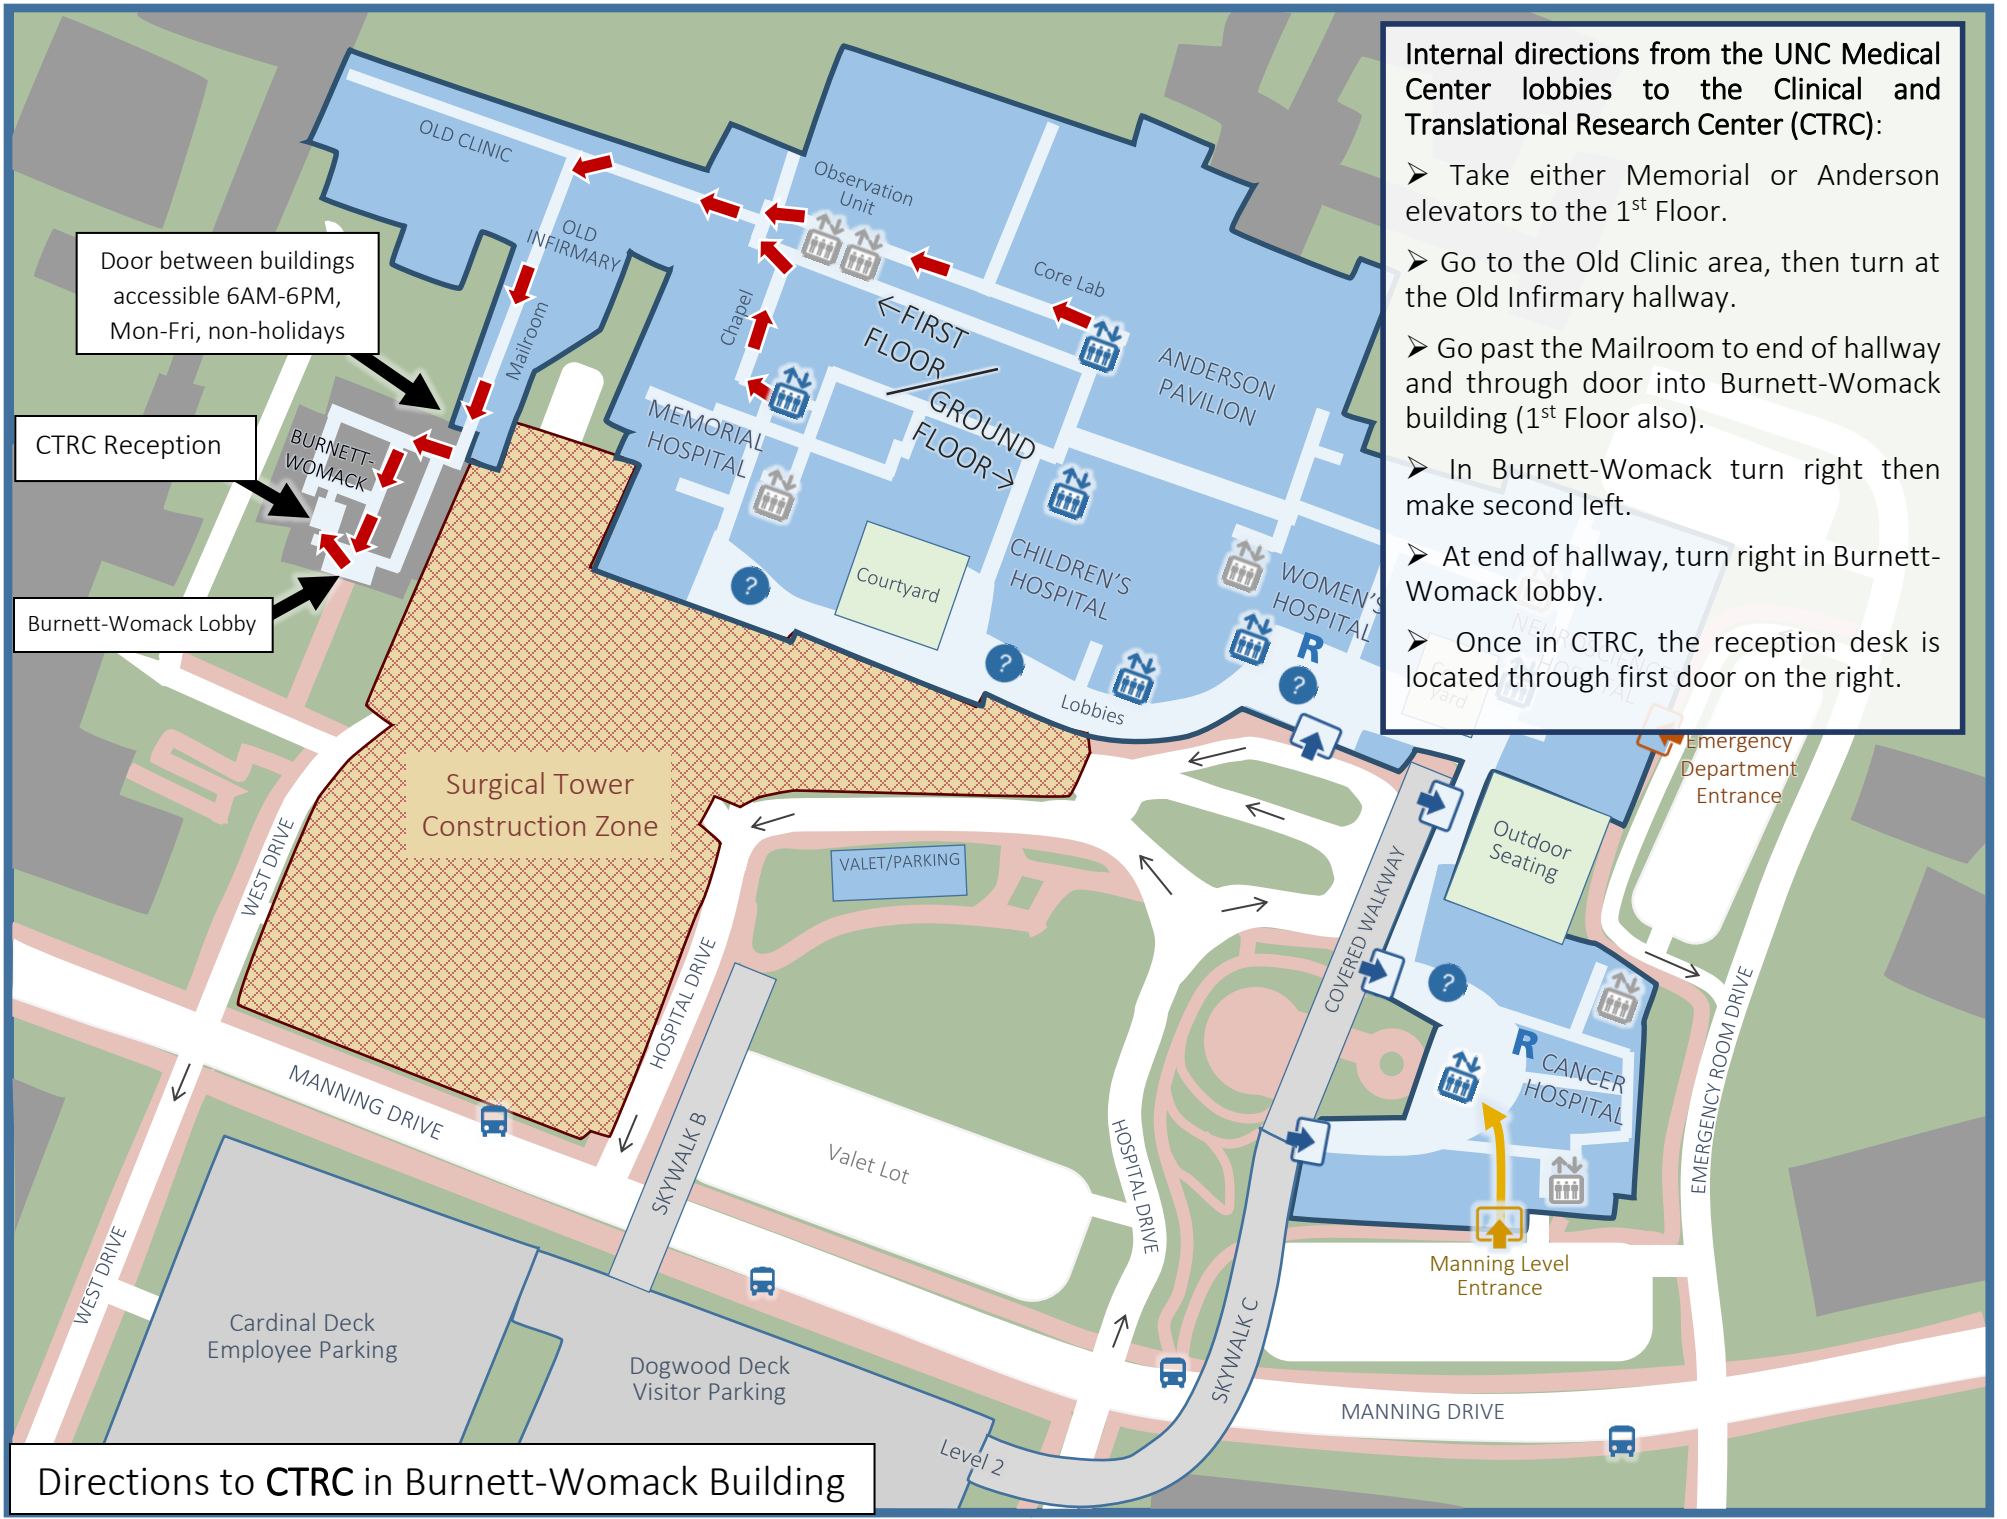 Internal directions from the UNC Medical
Center lobbies to the Clinical and
Translational Research Center (CTRC):
➢ Take either Memorial or Anderson
elevators to the 1st Floor.
➢ Go to the Old Clinic area, then turn at
the Old Infirmary hallway.
➢ Go past the Mailroom to end of hallway
and through door into Burnett-Womack
building (1st Floor also).
➢ In Burnett-Womack turn right then
make second left.
➢ At end of hallway, turn right in Burnett-
Womack lobby.
➢ Once in CTRC, the reception desk is
located through first door on the right.
OLD CLINIC
Observation
Unit
OLD
INFIRMARY
Core Lab
Door between buildings
accessible 6AM-6PM,
Mon-Fri, non-holidays
Mailroom
Chapel
←FIRST
FLOOR
GROUND
FLOOR→
ANDERSON
PAVILION
MEMORIAL
HOSPITAL
CTRC Reception
BURNETT-
WOMACK
Burnett-Womack Lobby
Courtyard
CHILDREN'S
HOSPITAL
WOMEN'S
HOSPITAL
NEUROSCIENCES
HOSPITAL
Court-
yard
R
?
?
?
Lobbies
Emergency
Department
Entrance
Surgical Tower
Construction Zone
VALET/PARKING
Outdoor
Seating
WEST DRIVE
HOSPITAL DRIVE
COVERED WALKWAY
?
R
CANCER
HOSPITAL
EMERGENCY ROOM DRIVE
MANNING DRIVE
SKYWALK B
Valet Lot
HOSPITAL DRIVE
Manning Level
Entrance
WEST DRIVE
Cardinal Deck
Employee Parking
Dogwood Deck
Visitor Parking
SKYWALK C
MANNING DRIVE
Level 2
Directions to CTRC in Burnett-Womack Building